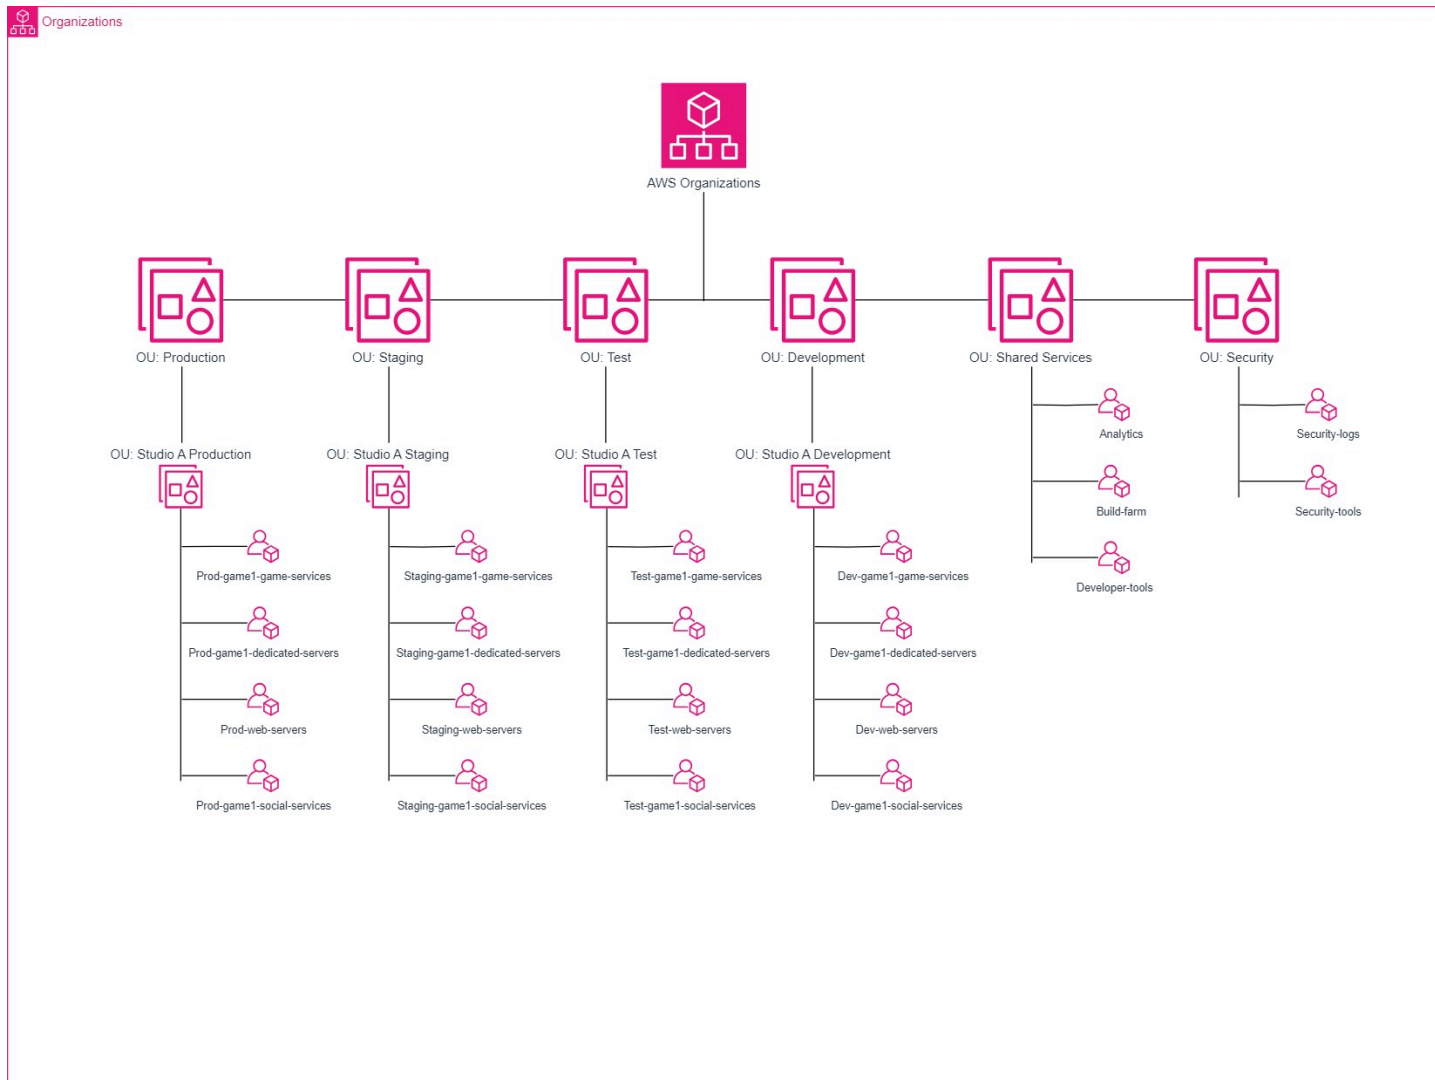 Organizations
AWS Organizations
OU: Production
OU: Staging
OU: Test
OU: Development
OU: Shared Services
OU: Security
Analytics
Security-logs
OU: Studio A Production
OU: Studio A Staging
OU: Studio A Test
OU: Studio A Development
Build-farm
Security-tools
Prod-game1-game-services
Staging-game1-game-services
Test-game1-game-services
Dev-game1-game-services
Developer-tools
Prod-game1-dedicated-servers
Staging-game1-dedicated-servers
Test-game1-dedicated-servers
Dev-game1-dedicated-servers
Prod-web-servers
Staging-web-servers
Test-web-servers
Dev-web-servers
Prod-game1-social-services
Staging-game1-social-services
Test-game1-social-services
Dev-game1-social-services